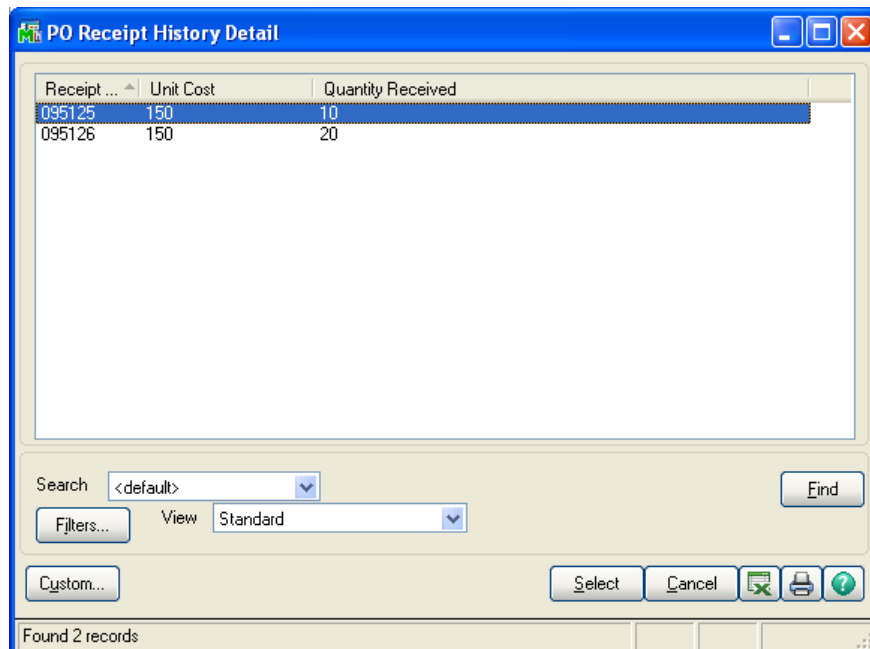 PO Receipt History Detail
Receipt ... Unit Cost Quantity Received
095125 150 10
095126 150 20
Search <default> Find
Filters... View Standard
Custom... Select Cancel
Found 2 records